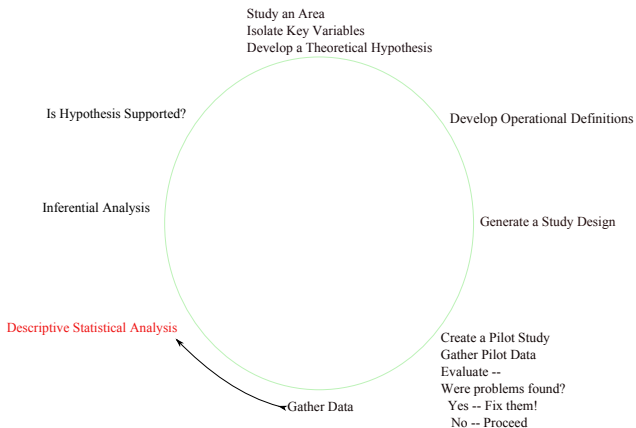 Study an Area
Isolate Key Variables
Develop a Theoretical Hypothesis
Develop Operational Definitions
Generate a Study Design
Create a Pilot Study
Gather Pilot Data
Evaluate --
Were problems found?
Yes -- Fix them!
No -- Proceed
Gather Data
Descriptive Statistical Analysis
Inferential Analysis
Is Hypothesis Supported?